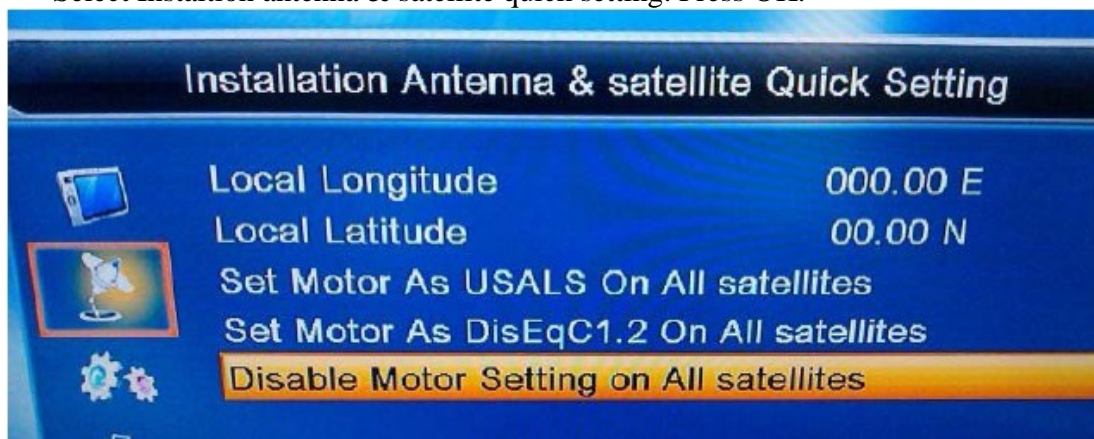 Installation Antenna & satellite Quick Setting
Local Longitude 000.00 E
Local Latitude 00.00 N
Set Motor As USALS On All satellites
Set Motor As DisEqC1.2 On All satellites
Disable Motor Setting on All satellites